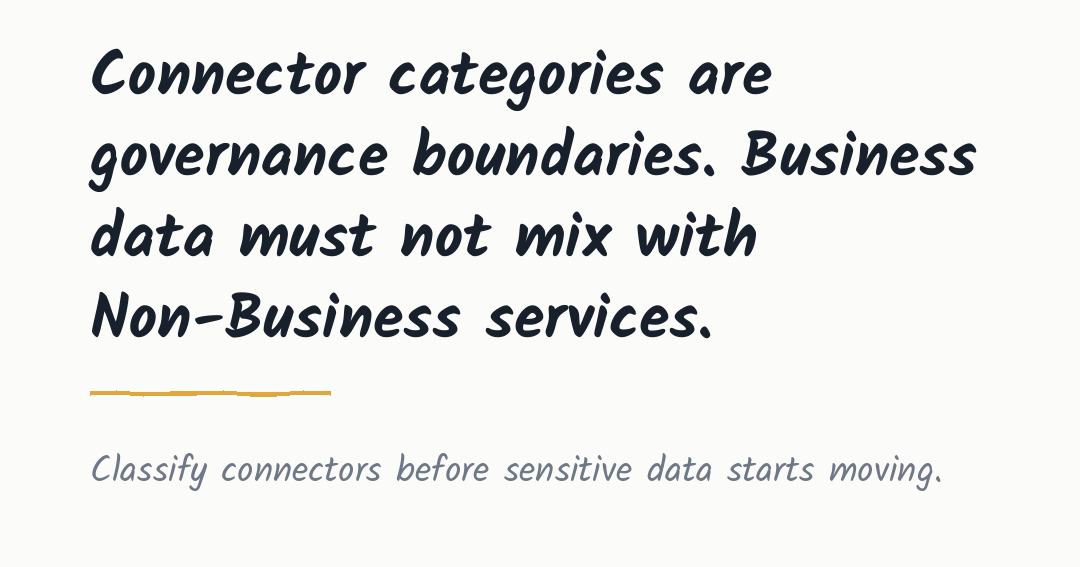 Connector categories are
governance boundaries. Business
data must not mix with
Non-Business services.
Classify connectors before sensitive data starts moving.